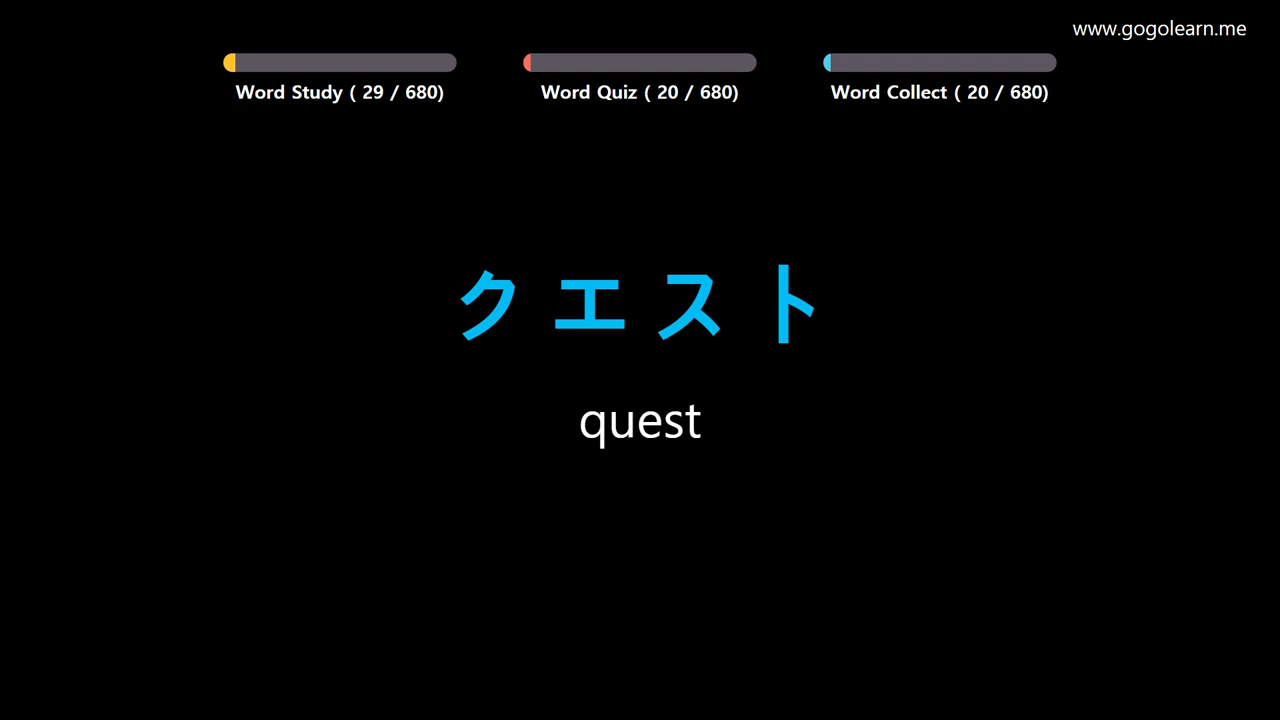 www.gogolearn.me
Word Study ( 29 / 680)
Word Quiz ( 20 / 680)
Word Collect ( 20 / 680)
クエスト
quest